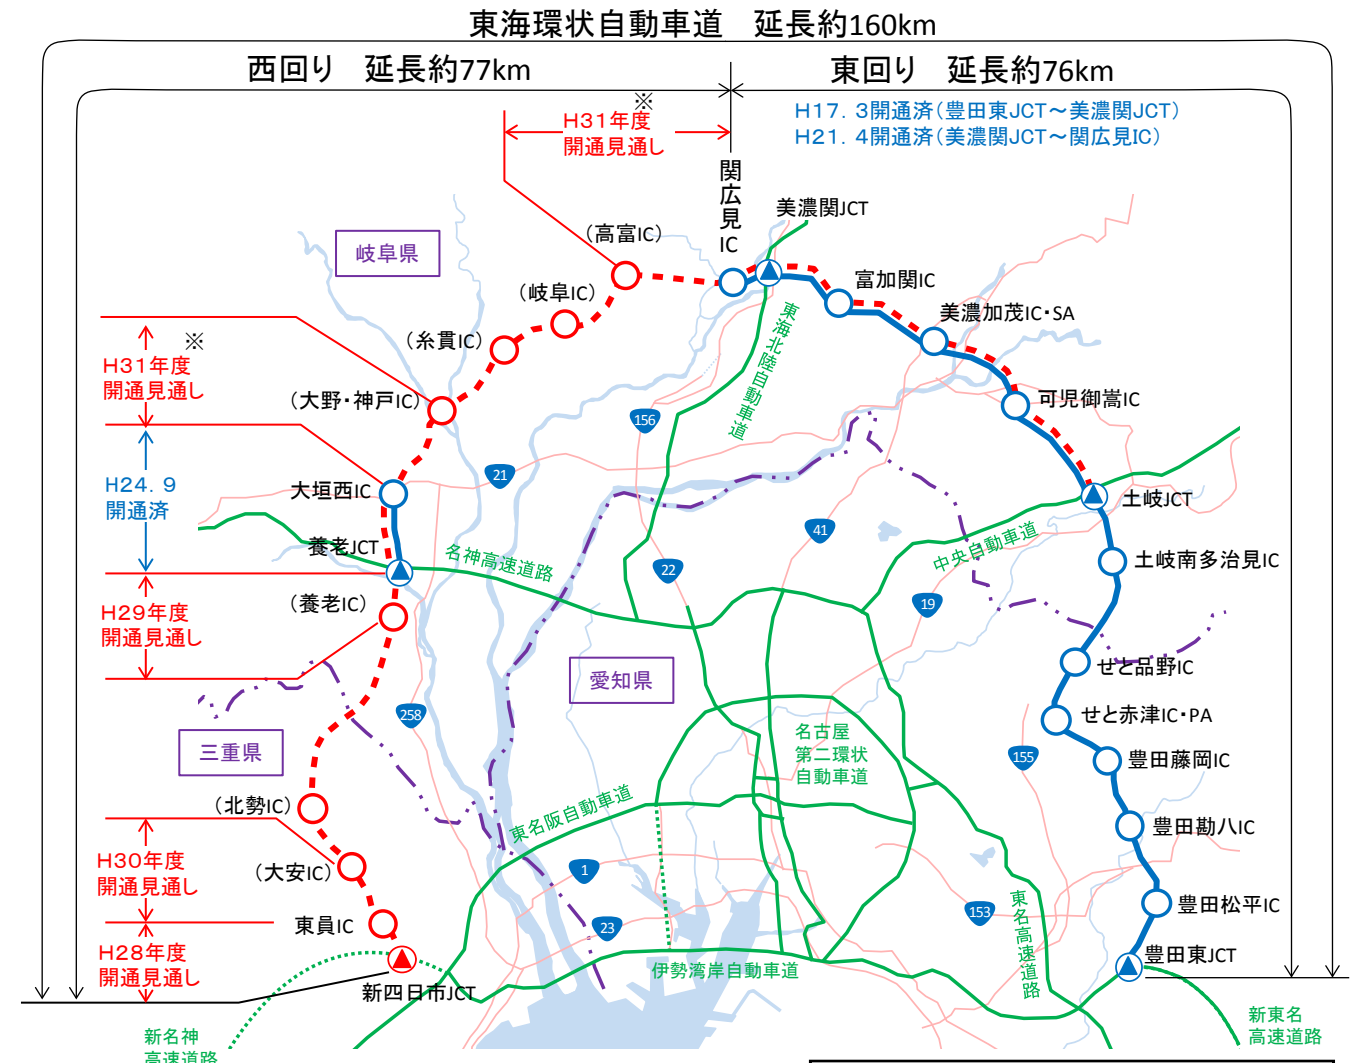 東海環状自動車道　延長約160km
西回り　延長約77km
東回り　延長約76km
※
H31年度
開通見通し
H17. 3開通済(豊田東JCT～美濃関JCT)
H21. 4開通済(美濃関JCT～関広見IC)
関広見IC
美濃関JCT
(高富IC)
岐阜県
(岐阜IC)
富加関IC
美濃加茂IC・SA
東海北陸自動車道
(糸貫IC)
※
H31年度
開通見通し
(大野・神戸IC)
可児御嵩IC
156
21
H24. 9
開通済
大垣西IC
土岐JCT
養老JCT
名神高速道路
41
中央自動車道
22
土岐南多治見IC
(養老IC)
H29年度
開通見通し
19
愛知県
せと品野IC
258
せと赤津IC・PA
三重県
名古屋
第二環状
自動車道
155
豊田藤岡IC
(北勢IC)
東名阪自動車道
豊田勘八IC
H30年度
開通見通し
(大安IC)
1
東員IC
23
153
東名高速道路
豊田松平IC
H28年度
開通見通し
新四日市JCT
伊勢湾岸自動車道
豊田東JCT
新名神
高速道路
新東名
高速道路